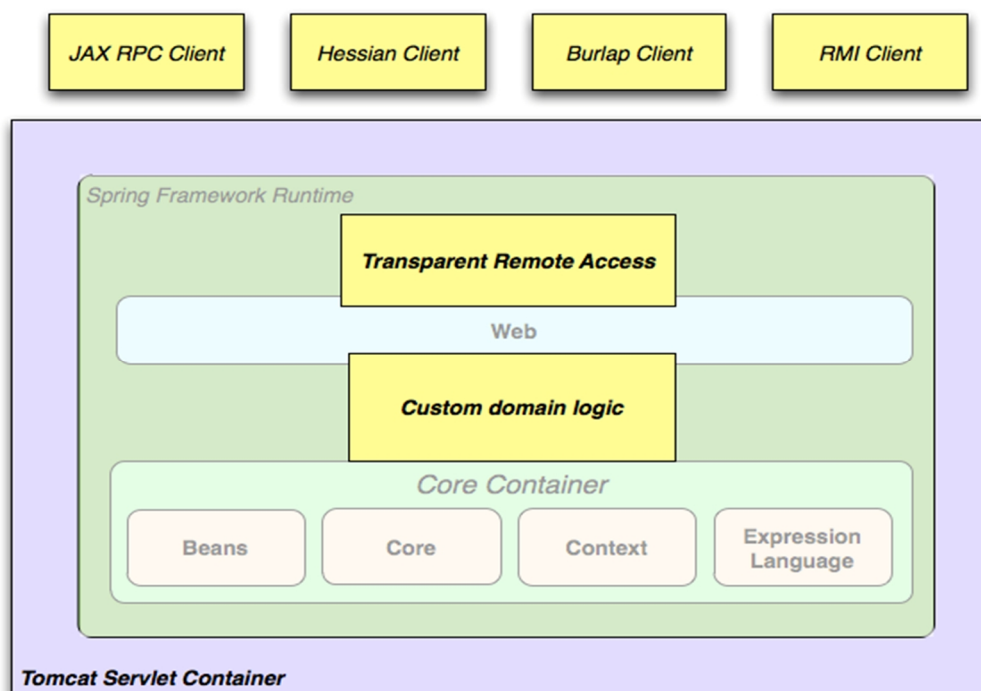 JAX RPC Client
Hessian Client
Burlap Client
RMI Client
Spring Framework Runtime
Transparent Remote Access
Web
Custom domain logic
Core Container
Beans
Core
Context
Expression
Language
Tomcat Servlet Container